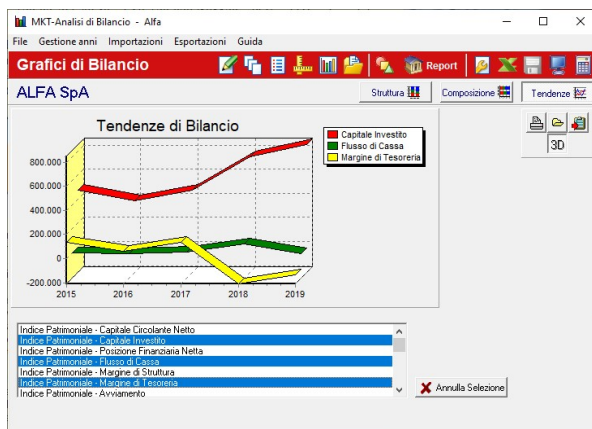 MKT-Analisi di Bilancio - Alfa
File Gestione anni Importazioni Esportazioni Guida
Grafici di Bilancio Report
ALFA SpA Struttura Composizione Tendenze
Tendenze di Bilancio
Capitale Investito
Flusso di Cassa
Margine di Tesoreria
3D
800.000
600.000
400.000
200.000
0
-200.000
2015 2016 2017 2018 2019
Indice Patrimoniale - Capitale Circolante Netto
Indice Patrimoniale - Capitale Investito
Indice Patrimoniale - Posizione Finanziaria Netta
Indice Patrimoniale - Flusso di Cassa
Indice Patrimoniale - Margine di Struttura
Indice Patrimoniale - Margine di Tesoreria
Indice Patrimoniale - Avviamento
Annulla Selezione